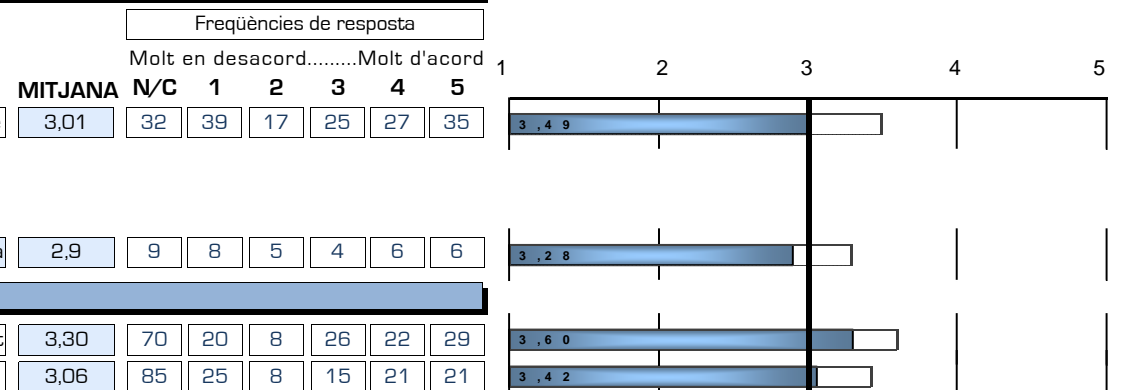 Freqüències de resposta
Molt en desacord.........Molt d'acord
1 2 3 4 5
MITJANA N/C 1 2 3 4 5
3,01 32 39 17 25 27 35 3,49
2,9 9 8 5 4 6 6 3,28
3,30 70 20 8 26 22 29 3,60
3,06 85 25 8 15 21 21 3,42